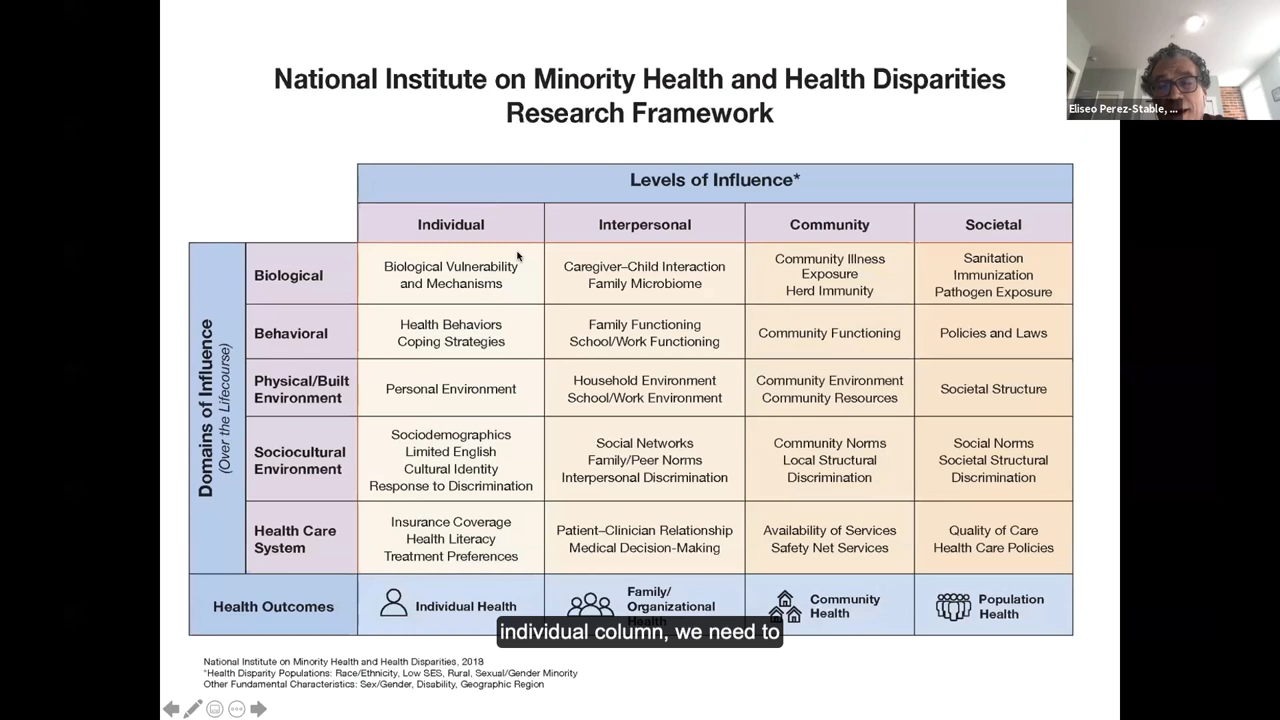 National Institute on Minority Health and Health Disparities
Research Framework
Eliseo Perez-Stable, ...
Levels of Influence*
Individual
Interpersonal
Community
Societal
Domains of Influence
(Over the Lifecourse)
Biological
Biological Vulnerability
and Mechanisms
Caregiver–Child Interaction
Family Microbiome
Community Illness
Exposure
Herd Immunity
Sanitation
Immunization
Pathogen Exposure
Behavioral
Health Behaviors
Coping Strategies
Family Functioning
School/Work Functioning
Community Functioning
Policies and Laws
Physical/Built
Environment
Personal Environment
Household Environment
School/Work Environment
Community Environment
Community Resources
Societal Structure
Sociocultural
Environment
Sociodemographics
Limited English
Cultural Identity
Response to Discrimination
Social Networks
Family/Peer Norms
Interpersonal Discrimination
Community Norms
Local Structural
Discrimination
Social Norms
Societal Structural
Discrimination
Health Care
System
Insurance Coverage
Health Literacy
Treatment Preferences
Patient–Clinician Relationship
Medical Decision-Making
Availability of Services
Safety Net Services
Quality of Care
Health Care Policies
Health Outcomes
Individual Health
Family/
Organizational
Health
Community
Health
Population
Health
individual column, we need to
National Institute on Minority Health and Health Disparities, 2018
*Health Disparity Populations: Race/Ethnicity, Low SES, Rural, Sexual/Gender Minority
Other Fundamental Characteristics: Sex/Gender, Disability, Geographic Region